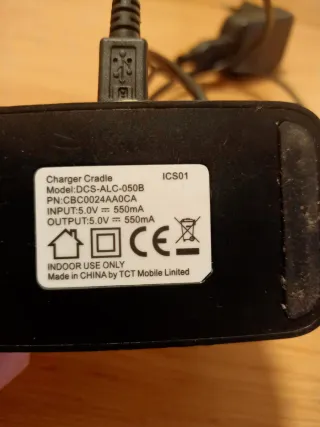 Charger Cradle ICS01
Model:DCS-ALC-050B
PN:CBC0024AA0CA
INPUT:5.0V ⎓ 550mA
OUTPUT:5.0V ⎓ 550mA
CE
INDOOR USE ONLY
Made in CHINA by TCT Mobile Linited